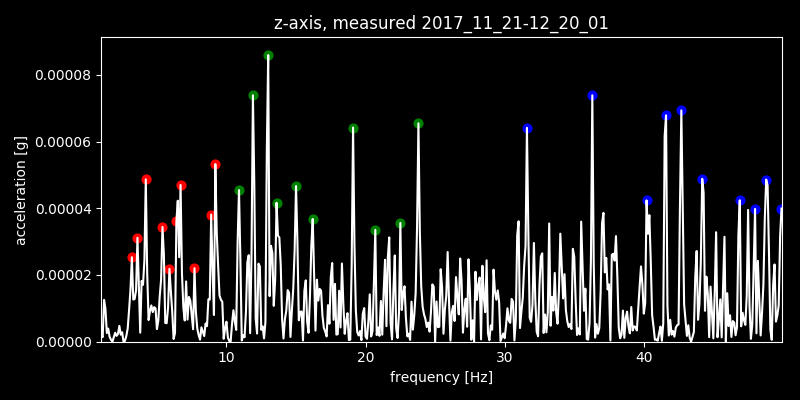 z-axis, measured 2017_11_21-12_20_01
0.00008
0.00006
0.00004
0.00002
0.00000
acceleration [g]
10 20 30 40
frequency [Hz]